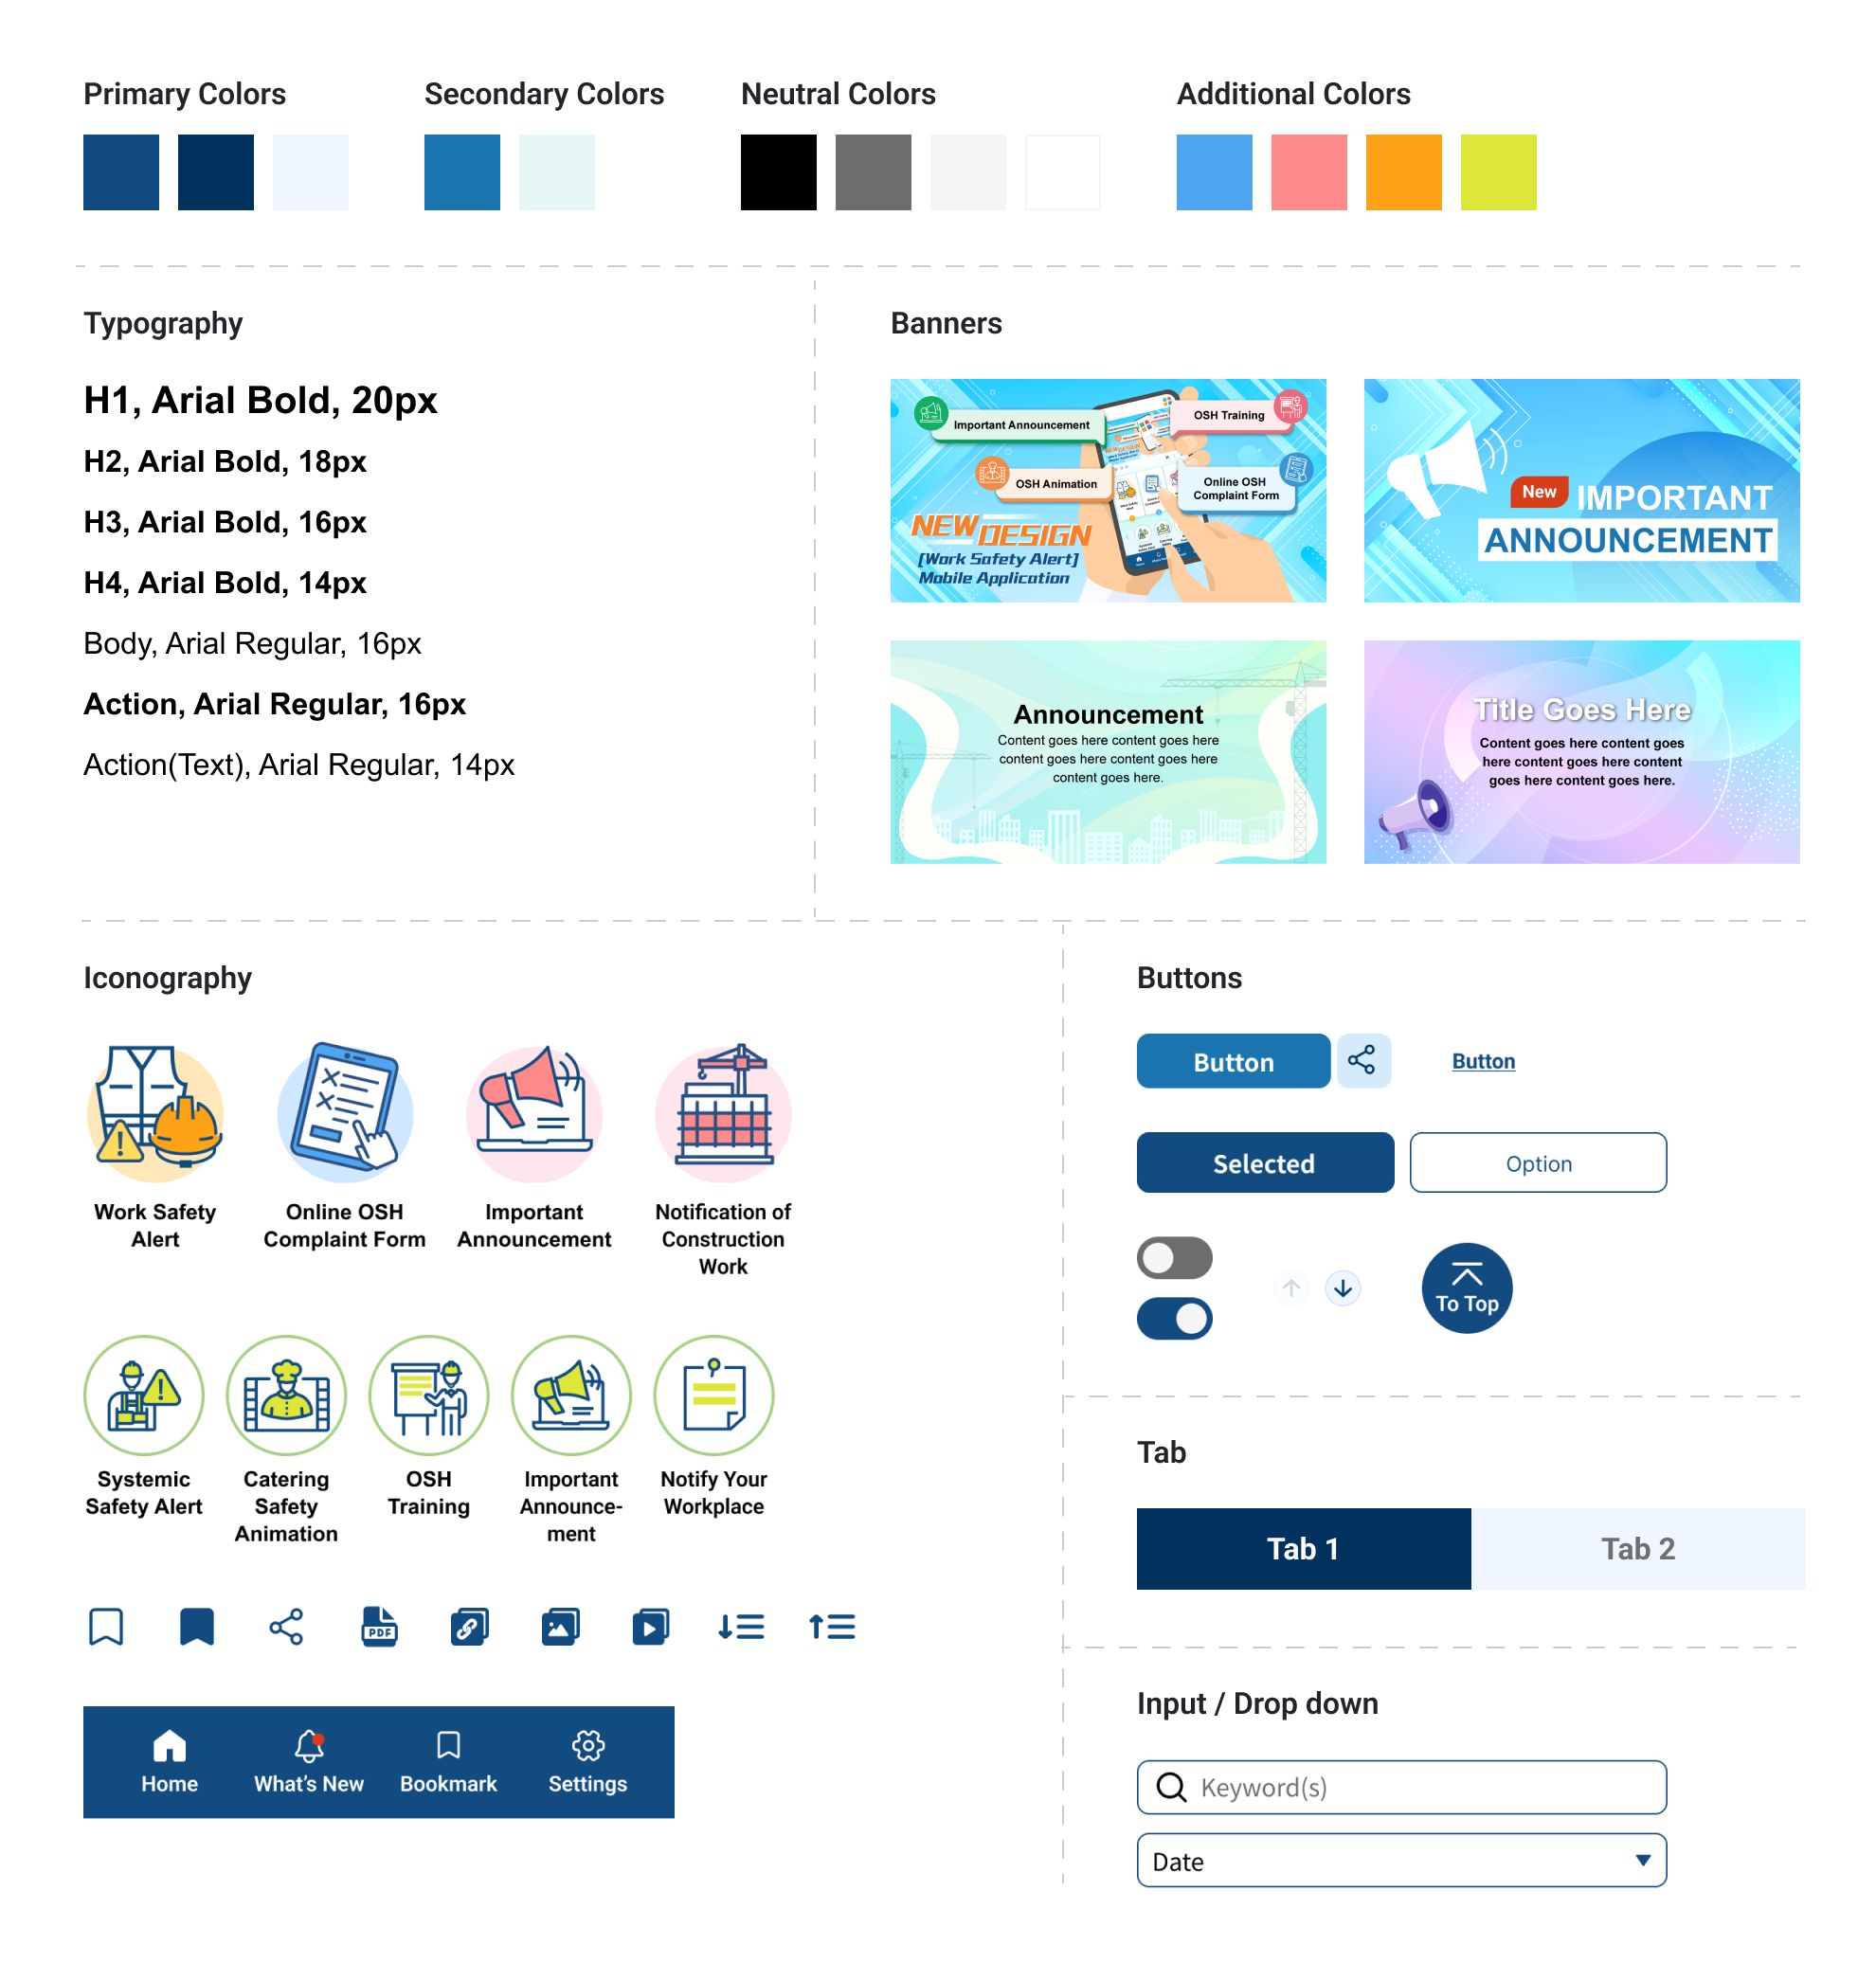 Primary Colors
Secondary Colors
Neutral Colors
Additional Colors
Typography
H1, Arial Bold, 20px
H2, Arial Bold, 18px
H3, Arial Bold, 16px
H4, Arial Bold, 14px
Body, Arial Regular, 16px
Action, Arial Regular, 16px
Action(Text), Arial Regular, 14px
Banners
Important Announcement
OSH Training
OSH Animation
Online OSH
Complaint Form
NEW DESIGN
[Work Safety Alert]
Mobile Application
New IMPORTANT
ANNOUNCEMENT
Announcement
Content goes here content goes here
content goes here content goes here
content goes here.
Title Goes Here
Content goes here content goes
here content goes here content
goes here content goes here.
Iconography
Work Safety
Alert
Online OSH
Complaint Form
Important
Announcement
Notification of
Construction
Work
Systemic
Safety Alert
Catering
Safety
Animation
OSH
Training
Important
Announce-
ment
Notify Your
Workplace
PDF
Home
What's New
Bookmark
Settings
Buttons
Button
Button
Selected
Option
To Top
Tab
Tab 1
Tab 2
Input / Drop down
Keyword(s)
Date